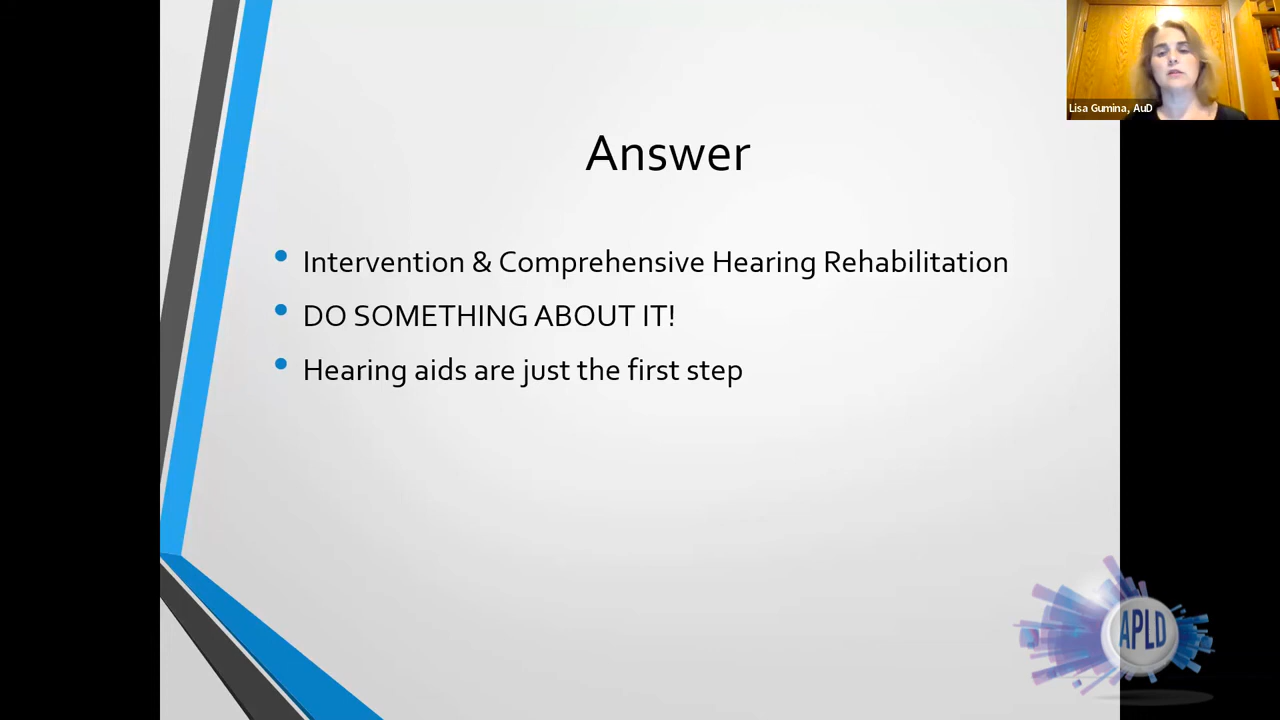 Lisa Gumina, AuD
Answer
Intervention & Comprehensive Hearing Rehabilitation
DO SOMETHING ABOUT IT!
Hearing aids are just the first step
APLD